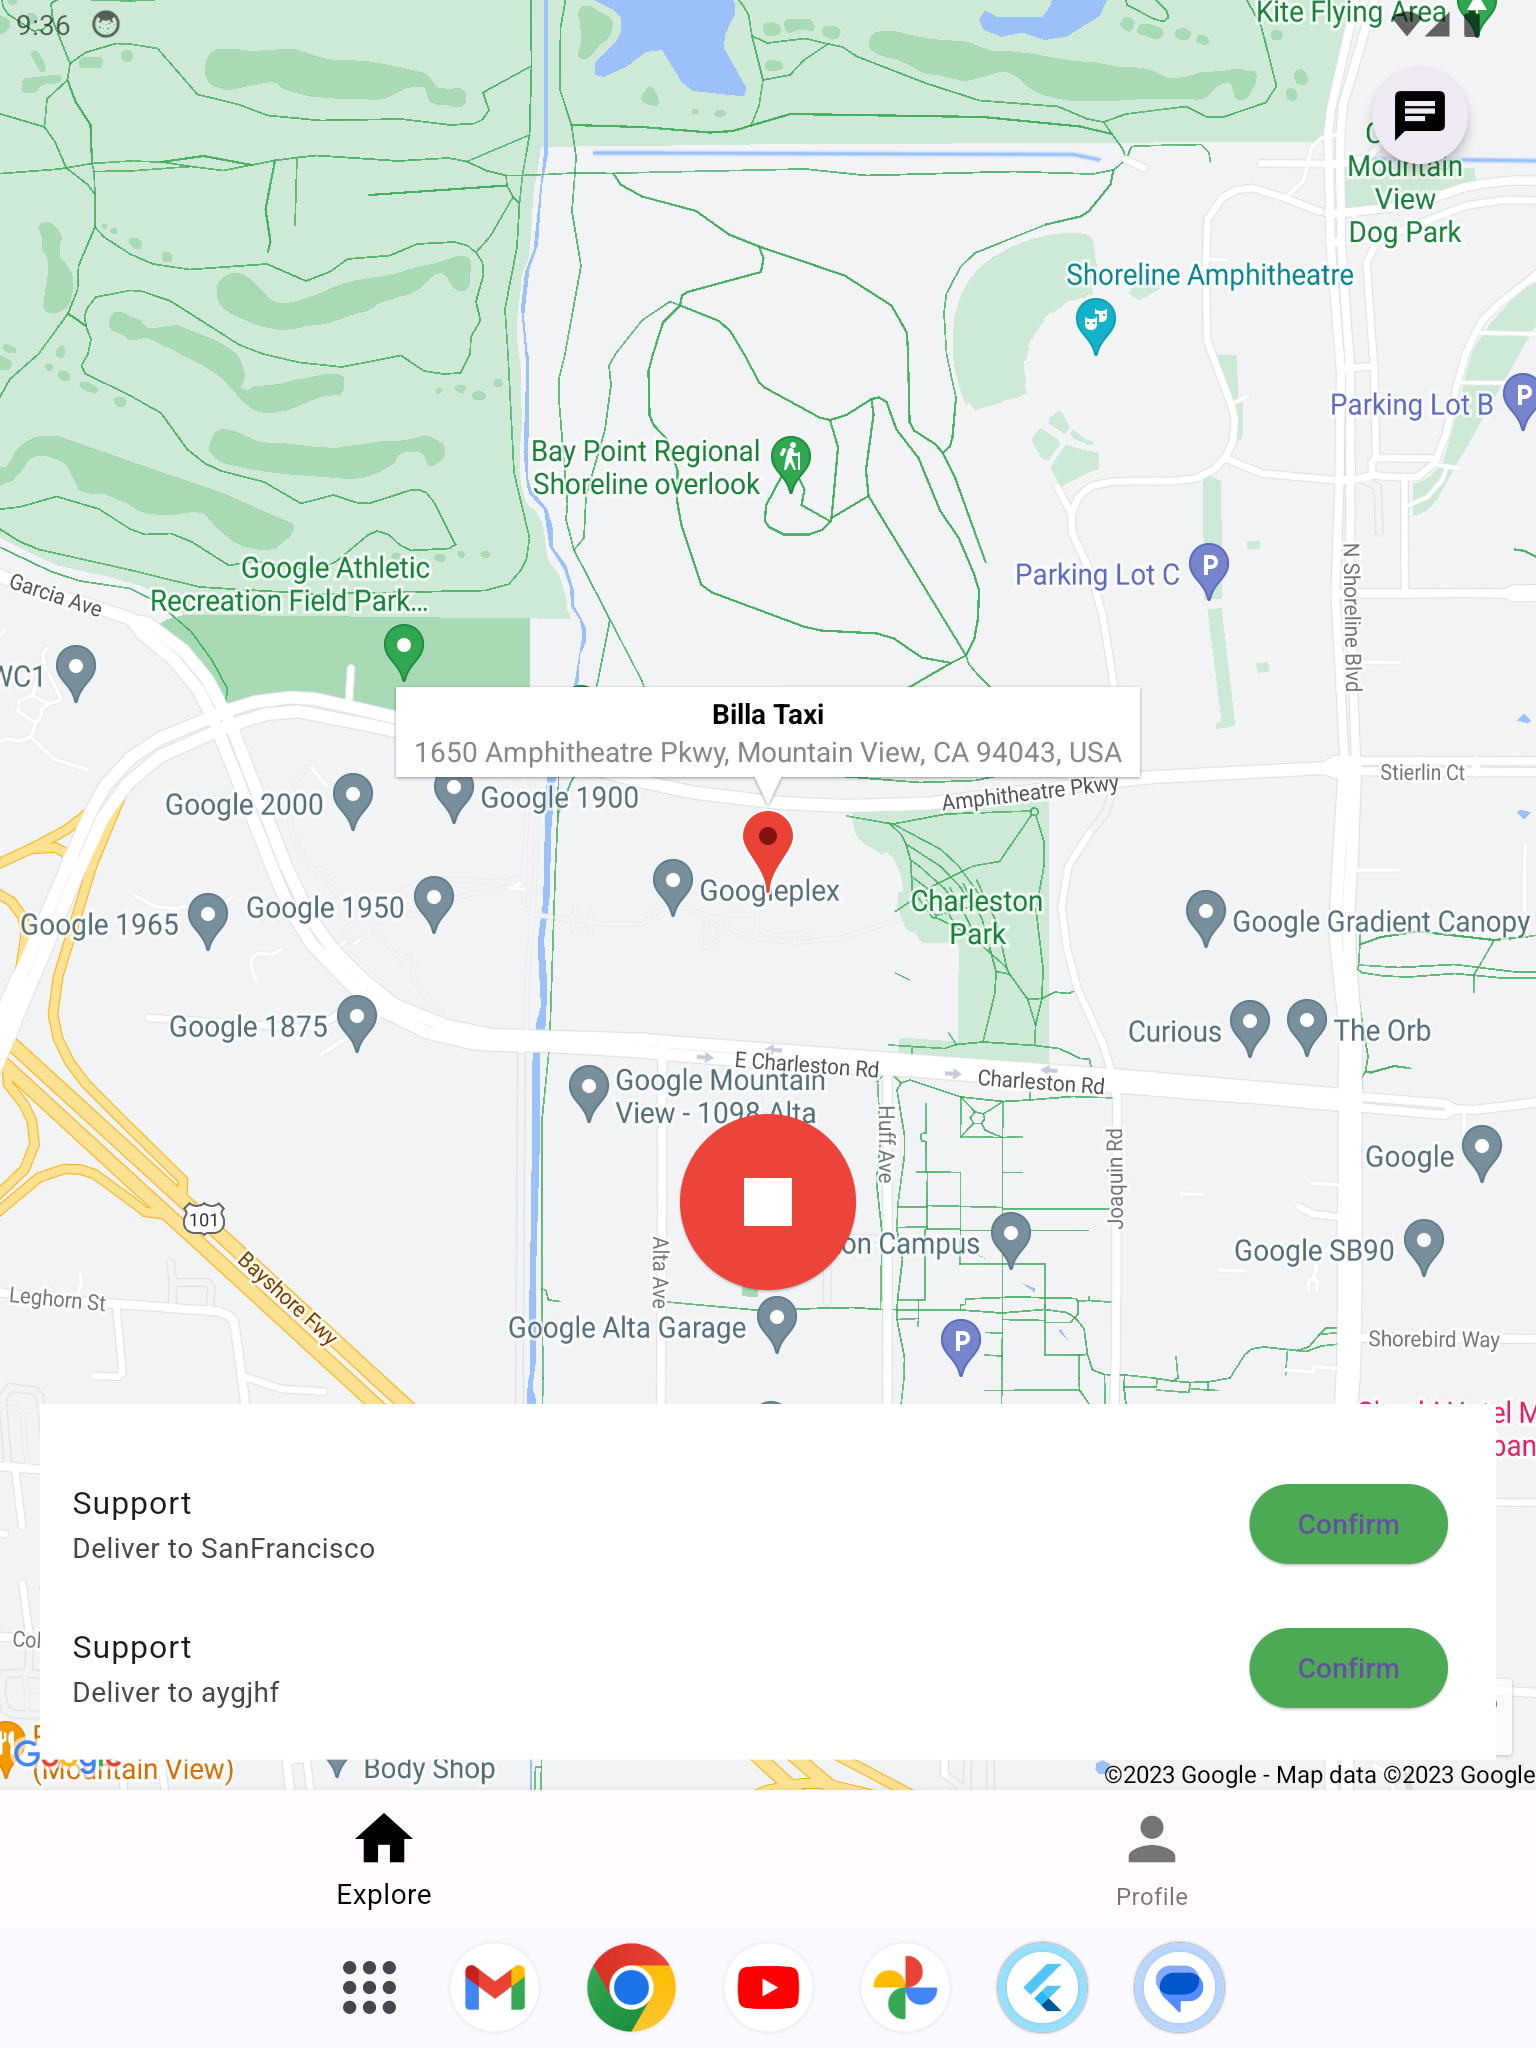 9:36
Kite Flying Area
Mountain
View
Dog Park
Shoreline Amphitheatre
Parking Lot B
P
Bay Point Regional
Shoreline overlook
Google Athletic
Recreation Field Park...
Parking Lot C
P
N Shoreline Blvd
Garcia Ave
WC1
Billa Taxi
1650 Amphitheatre Pkwy, Mountain View, CA 94043, USA
Stierlin Ct
Amphitheatre Pkwy
Google 2000
Google 1900
Googleplex
Charleston
Park
Google 1965
Google 1950
Google Gradient Canopy
Google 1875
Curious
The Orb
E Charleston Rd
Charleston Rd
Google Mountain
View - 1098 Alta
Huff Ave
Joaquin Rd
Google
101
on Campus
Google SB90
Alta Ave
Bayshore Fwy
Leghorn St
Google Alta Garage
P
Shorebird Way
Support
Deliver to SanFrancisco
Confirm
Support
Deliver to aygjhf
Confirm
Google
(Mountain View)
Body Shop
©2023 Google - Map data ©2023 Google
Explore
Profile